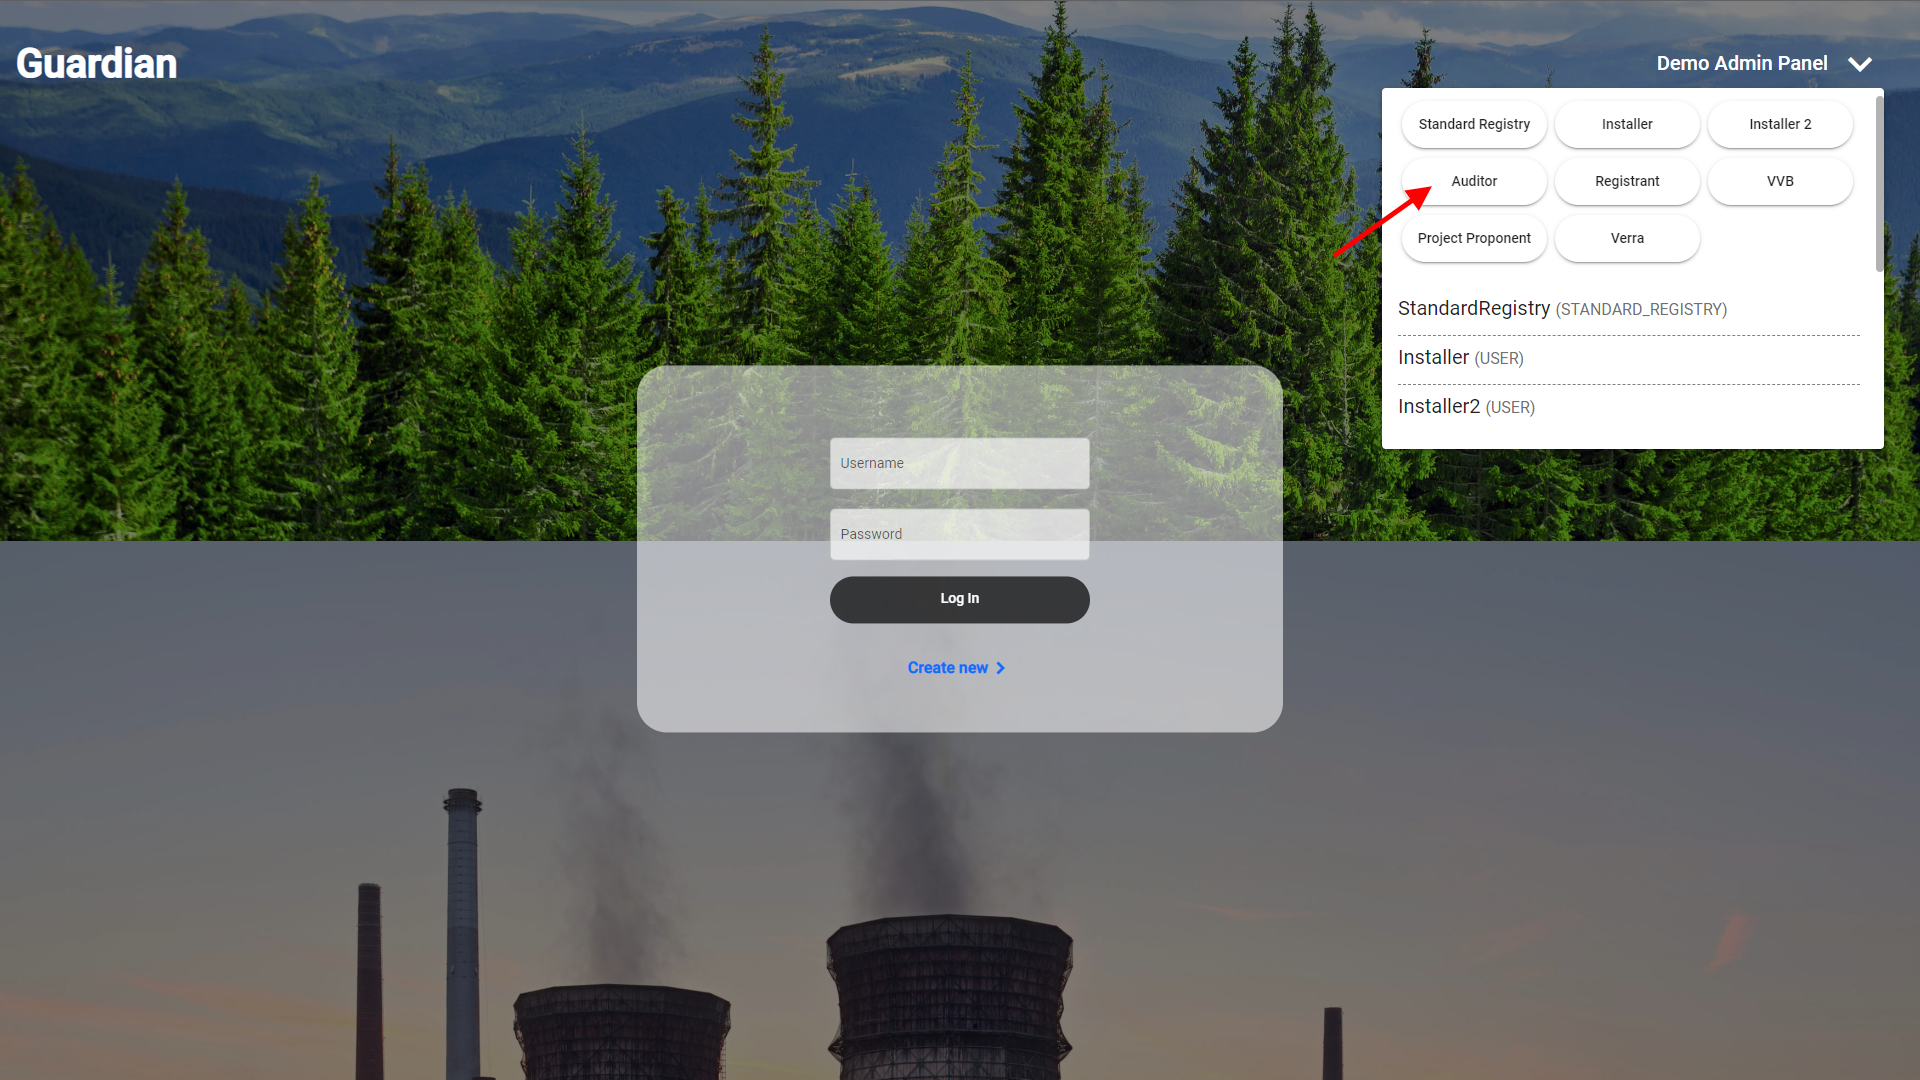 Guardian
Demo Admin Panel
Standard Registry
Installer
Installer 2
Auditor
Registrant
VVB
Project Proponent
Verra
StandardRegistry (STANDARD_REGISTRY)
Installer (USER)
Installer2 (USER)
Username
Password
Log In
Create new